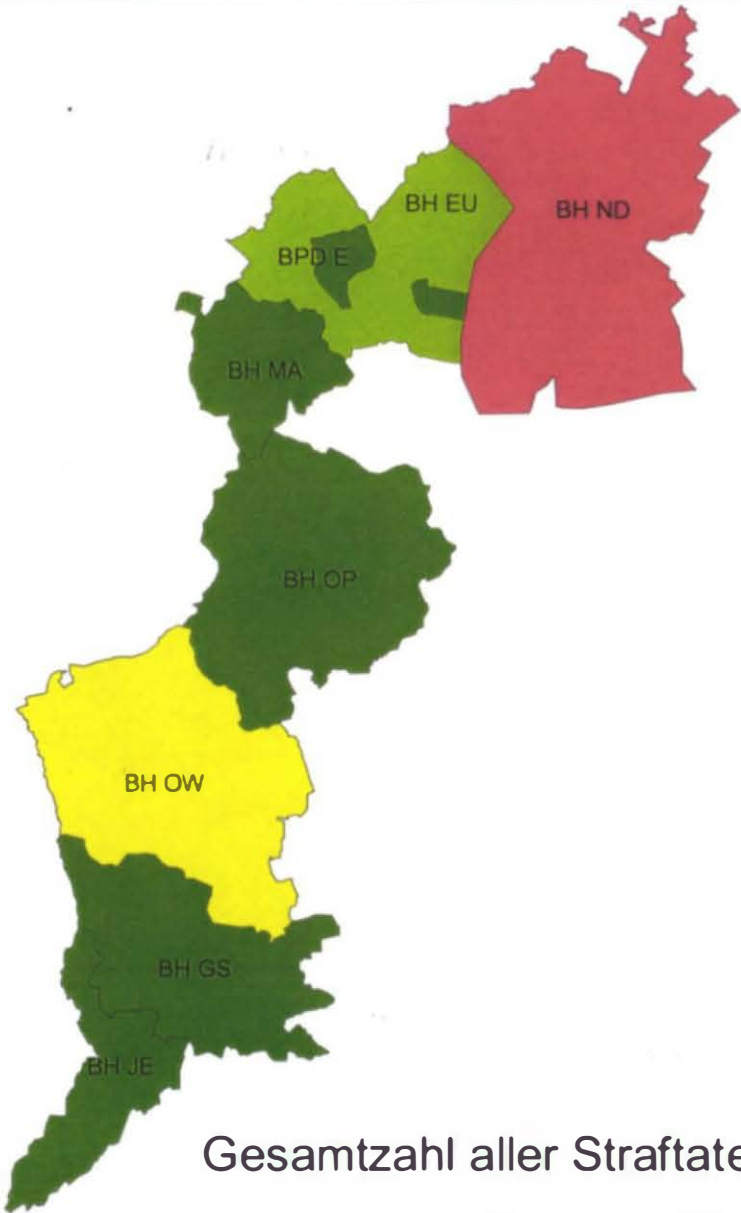 BH EU
BH ND
BPD E
BH MA
BH OP
BH OW
BH GS
BH JE
Gesamtzahl aller Straftate